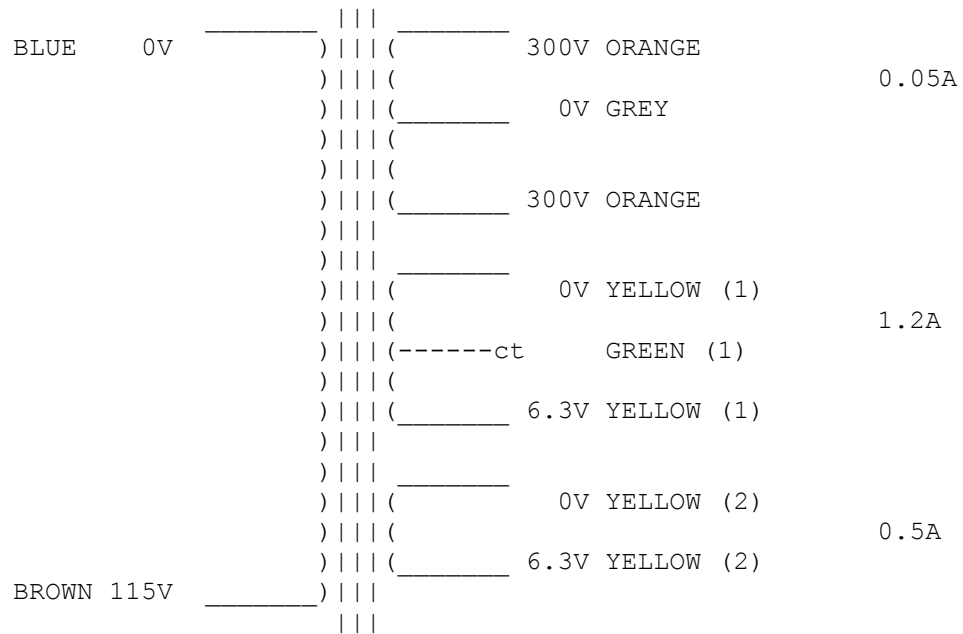 BLUE 0V 300V ORANGE
0.05A
0V GREY
300V ORANGE
0V YELLOW (1)
1.2A
ct GREEN (1)
6.3V YELLOW (1)
0V YELLOW (2)
0.5A
6.3V YELLOW (2)
BROWN 115V